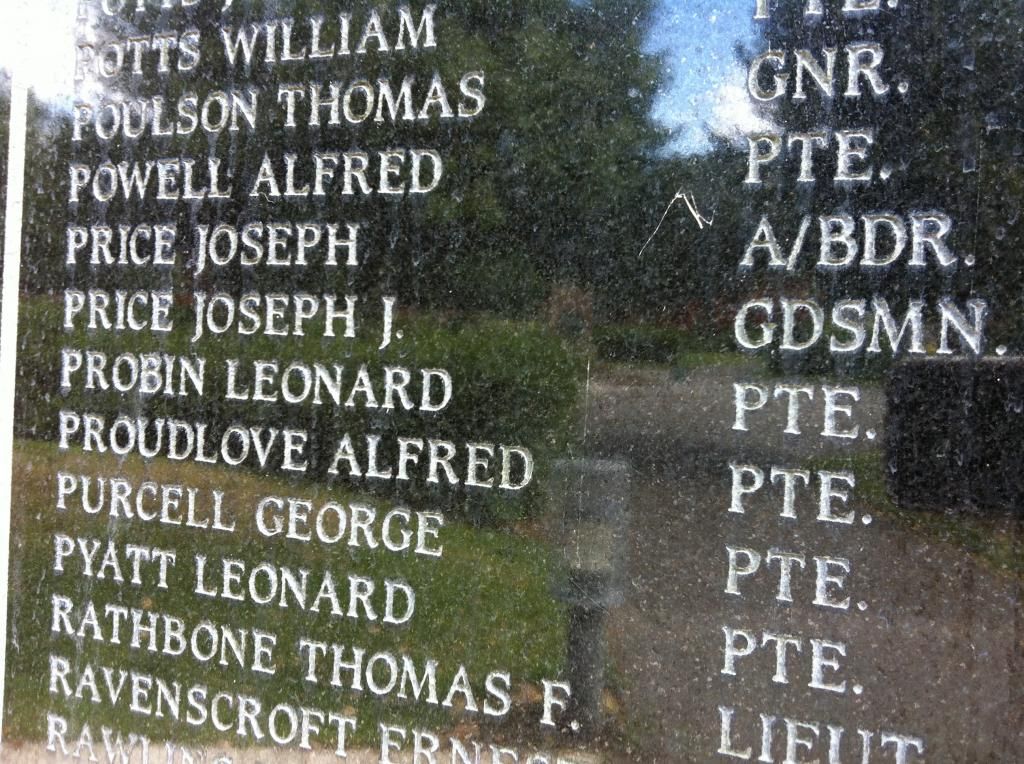 POTTS WILLIAM PTE.
POULSON THOMAS GNR.
POWELL ALFRED PTE.
PRICE JOSEPH A/BDR.
PRICE JOSEPH J. GDSMN.
PROBIN LEONARD PTE.
PROUDLOVE ALFRED PTE.
PURCELL GEORGE PTE.
PYATT LEONARD PTE.
RATHBONE THOMAS F. LIEUT
RAVENSCROFT